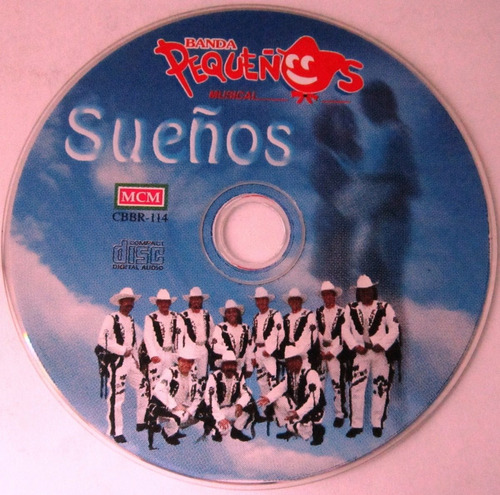 BANDA
PEQUEÑOS
MUSICAL
Sueños
MCM
CBBR-114
COMPACT
disc
DIGITAL AUDIO